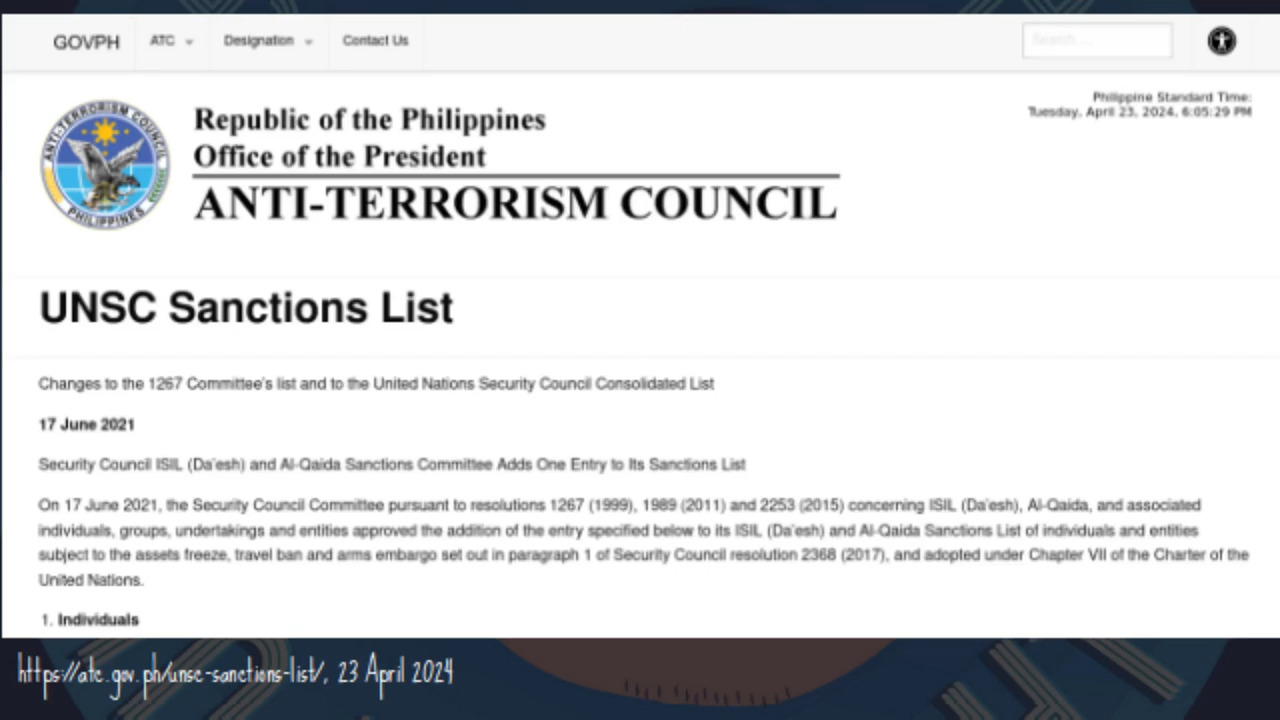 GOVPH ATC Designation Contact Us Search ...
Philippine Standard Time:
Tuesday, April 23, 2024, 6:05:29 PM
ANTI-TERRORISM COUNCIL
PHILIPPINES
Republic of the Philippines
Office of the President
ANTI-TERRORISM COUNCIL
UNSC Sanctions List
Changes to the 1267 Committee's list and to the United Nations Security Council Consolidated List
17 June 2021
Security Council ISIL (Da'esh) and Al-Qaida Sanctions Committee Adds One Entry to Its Sanctions List
On 17 June 2021, the Security Council Committee pursuant to resolutions 1267 (1999), 1989 (2011) and 2253 (2015) concerning ISIL (Da'esh), Al-Qaida, and associated
individuals, groups, undertakings and entities approved the addition of the entry specified below to its ISIL (Da'esh) and Al-Qaida Sanctions List of individuals and entities
subject to the assets freeze, travel ban and arms embargo set out in paragraph 1 of Security Council resolution 2368 (2017), and adopted under Chapter VII of the Charter of the
United Nations.
1. Individuals
https://atc.gov.ph/unsc-sanctions-list/, 23 April 2024